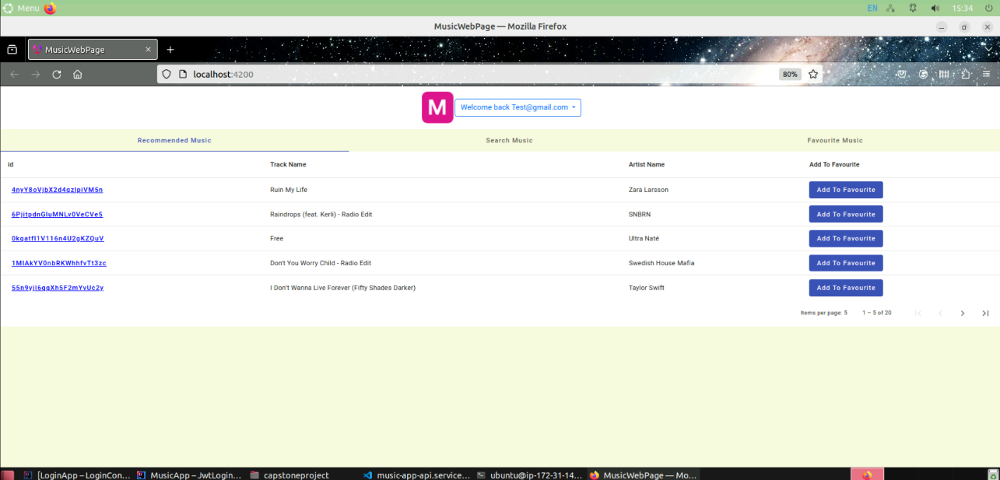 Menu EN 15:34
MusicWebPage — Mozilla Firefox
MusicWebPage
localhost:4200 80%
M Welcome back Test@gmail.com
Recommended Music Search Music Favourite Music
id Track Name Artist Name Add To Favourite
4nyY8oVjbX2d4qzIpiVM5n Ruin My Life Zara Larsson Add To Favourite
6PjitpdnGIuMNLv0VeCVe5 Raindrops (feat. Kerli) - Radio Edit SNBRN Add To Favourite
0kqatfI1V116n4U2gKZQuV Free Ultra Naté Add To Favourite
1MIAkYV0nbRKWhhfvTt3zc Don't You Worry Child - Radio Edit Swedish House Mafia Add To Favourite
55n9yjI6qqXh5F2mYvUc2y I Don't Wanna Live Forever (Fifty Shades Darker) Taylor Swift Add To Favourite
Items per page: 5 1 – 5 of 20
[LoginApp – LoginCon... MusicApp – JwtLogin... capstoneproject music-app-api.service... ubuntu@ip-172-31-14... MusicWebPage — Mo...